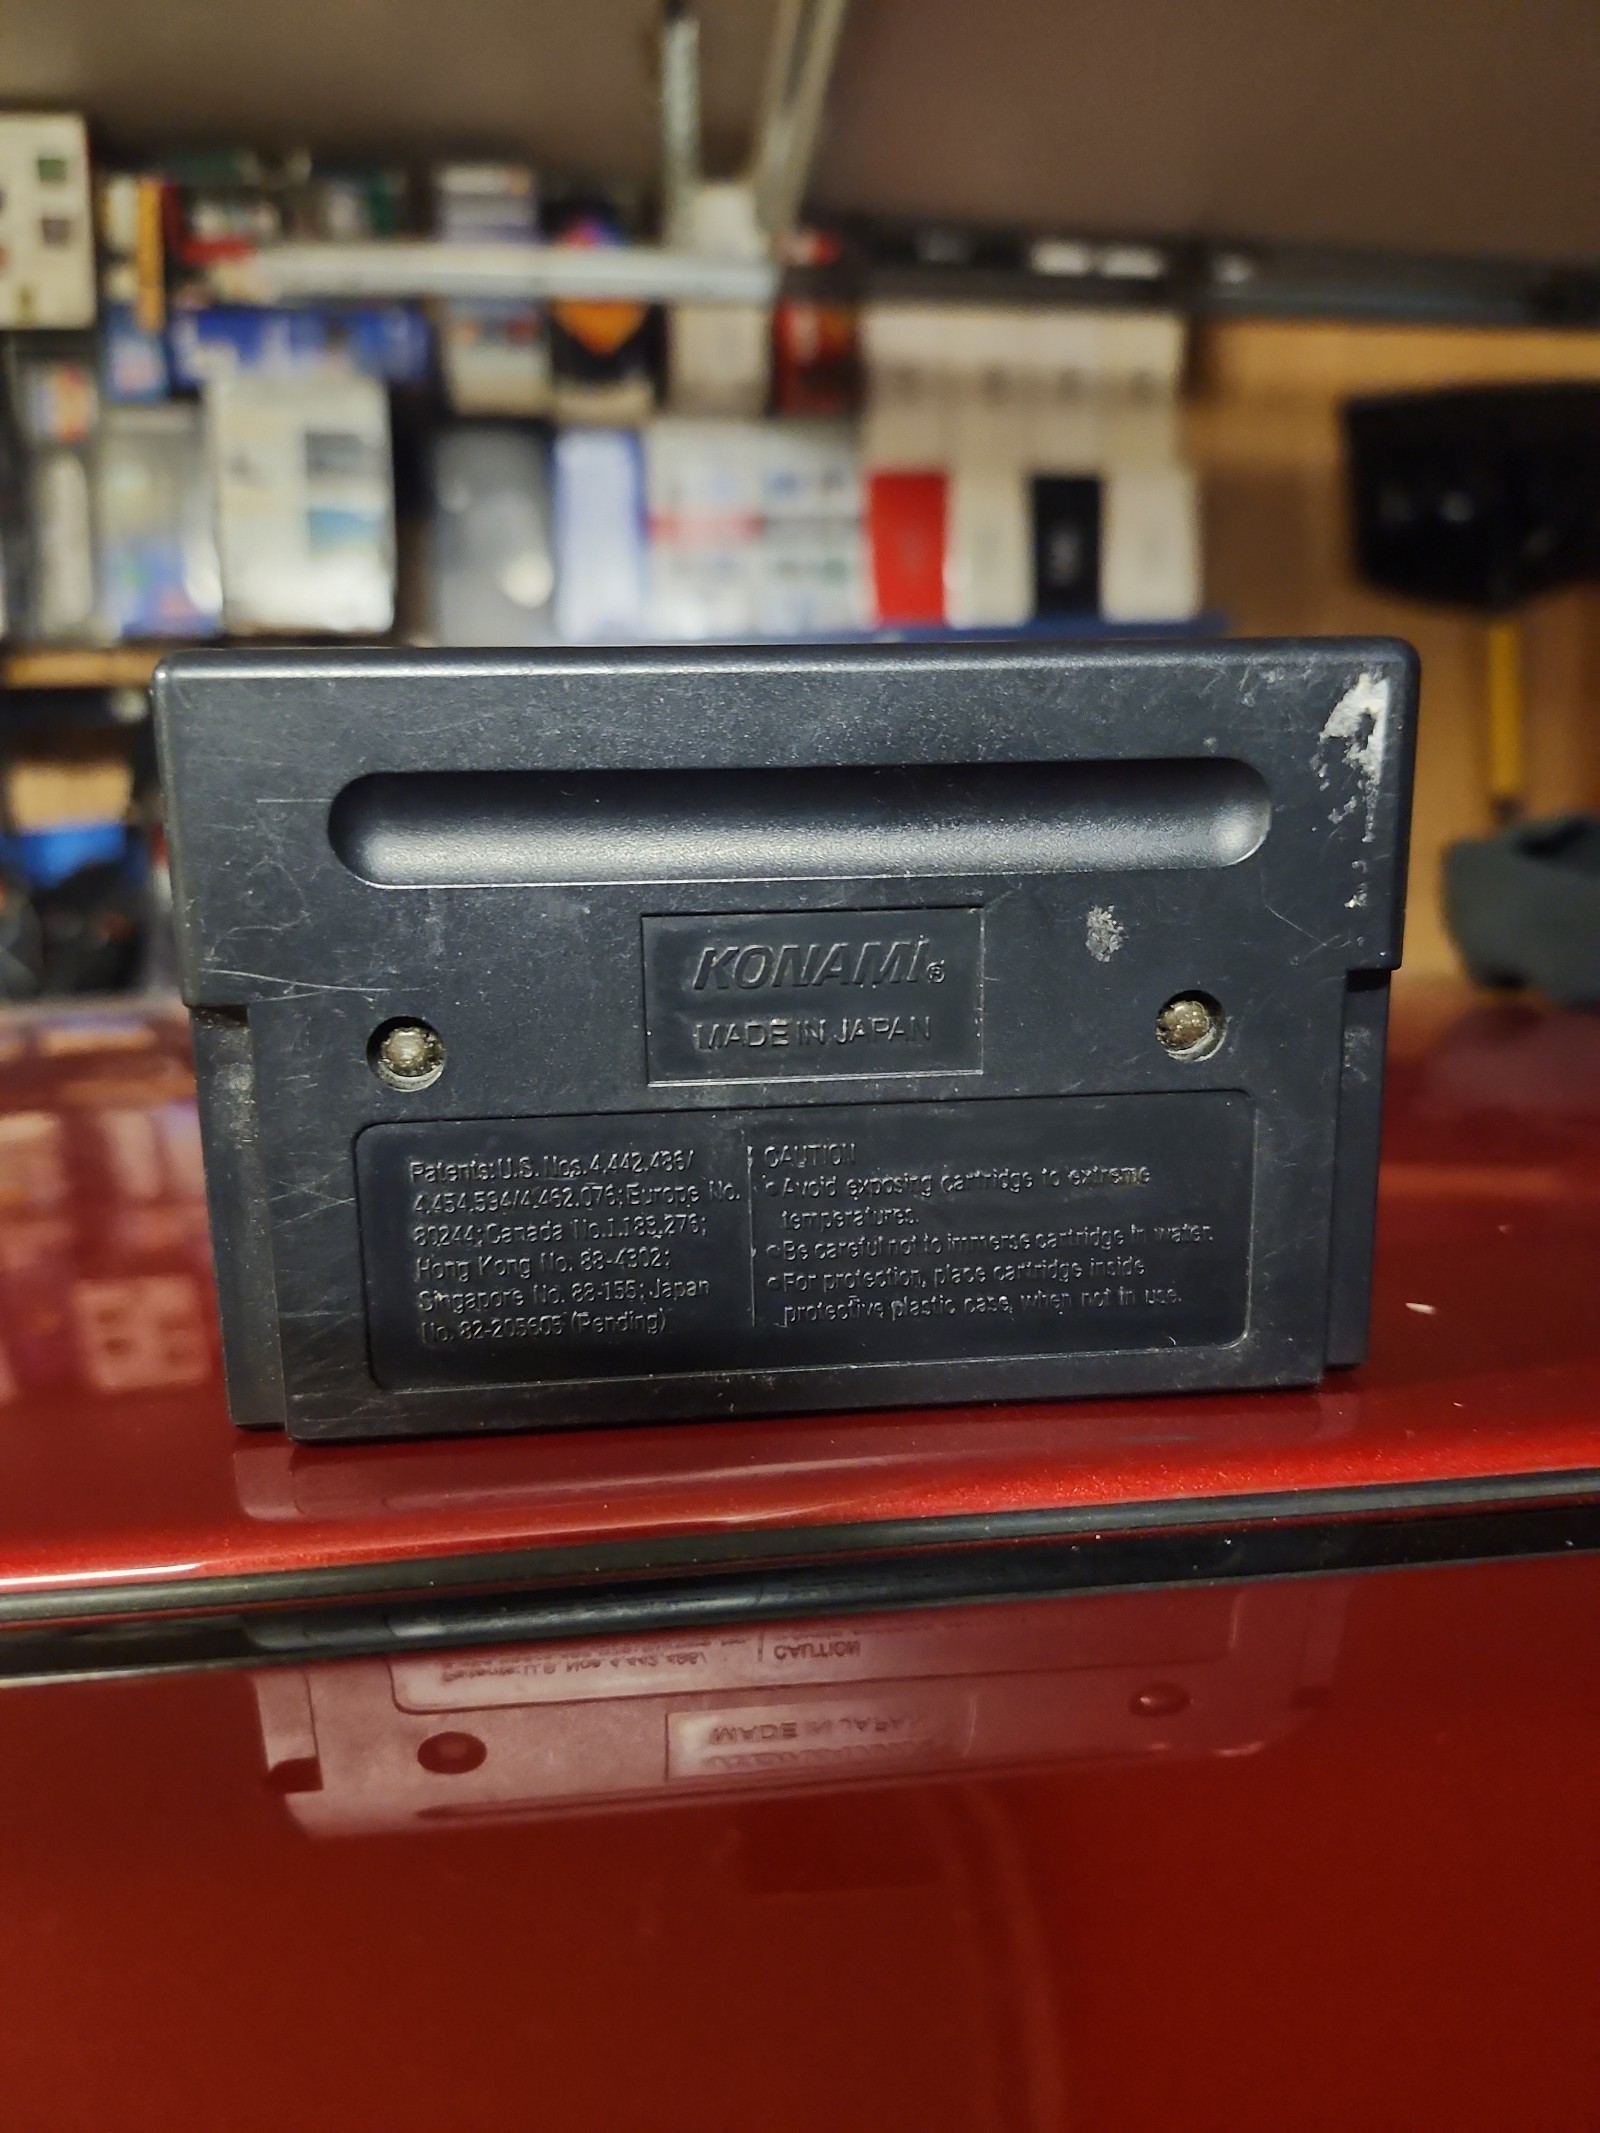 KONAMI®
MADE IN JAPAN
Patents: U.S. Nos. 4,442,486/
4,454,594/4,462,076; Europe No.
80244; Canada No. 1,183,276;
Hong Kong No. 88-4302;
Singapore No. 88-155; Japan
No. 82-205605 (Pending)
CAUTION
Avoid exposing cartridge to extreme
temperatures.
Be careful not to immerse cartridge in water.
For protection, place cartridge inside
protective plastic case, when not in use.